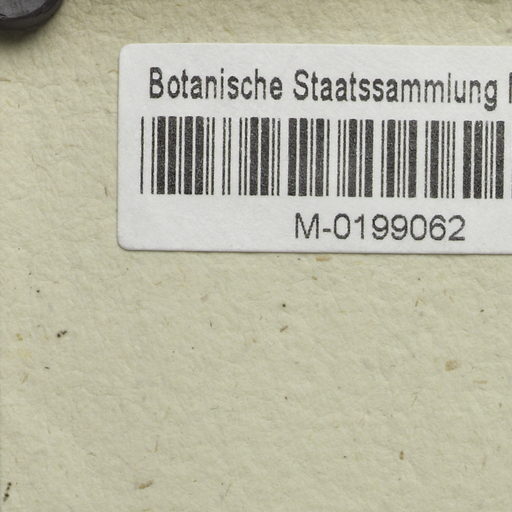 Botanische Staatssammlung
M-0199062